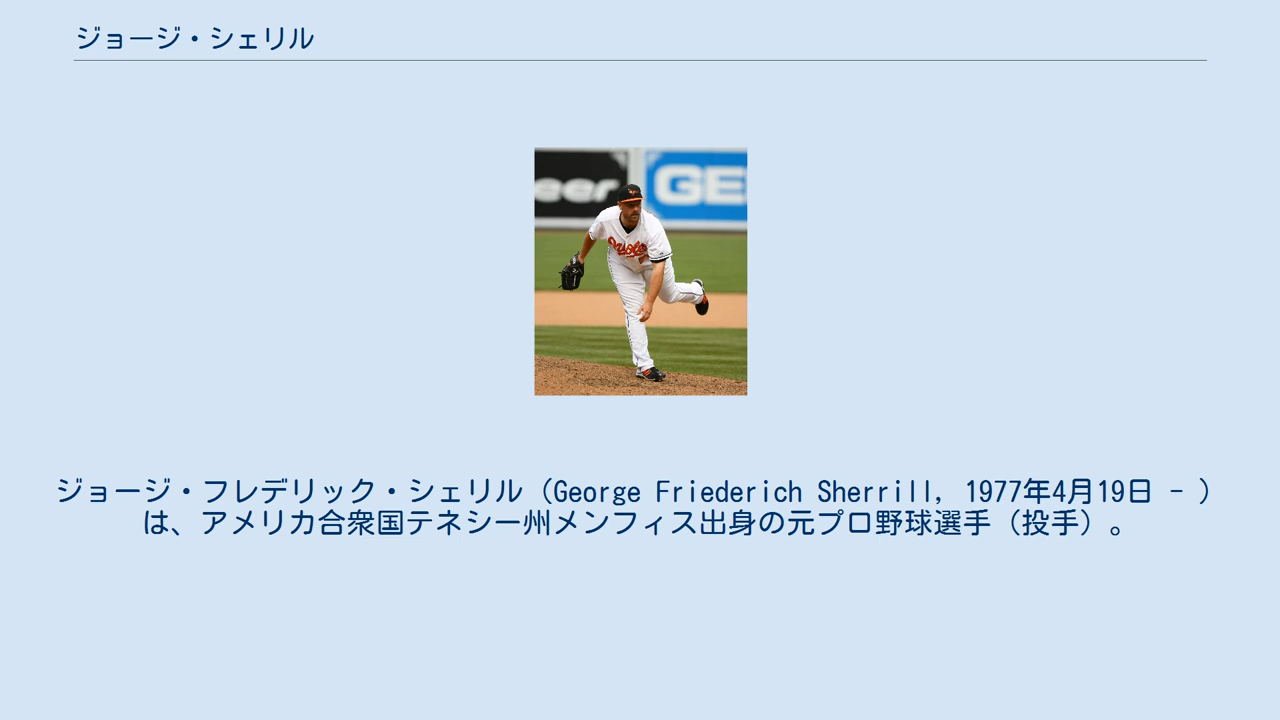 ジョージ・シェリル
eer
GE
Orioles
ジョージ・フレデリック・シェリル（George Friederich Sherrill, 1977年4月19日 - ）
は、アメリカ合衆国テネシー州メンフィス出身の元プロ野球選手（投手）。